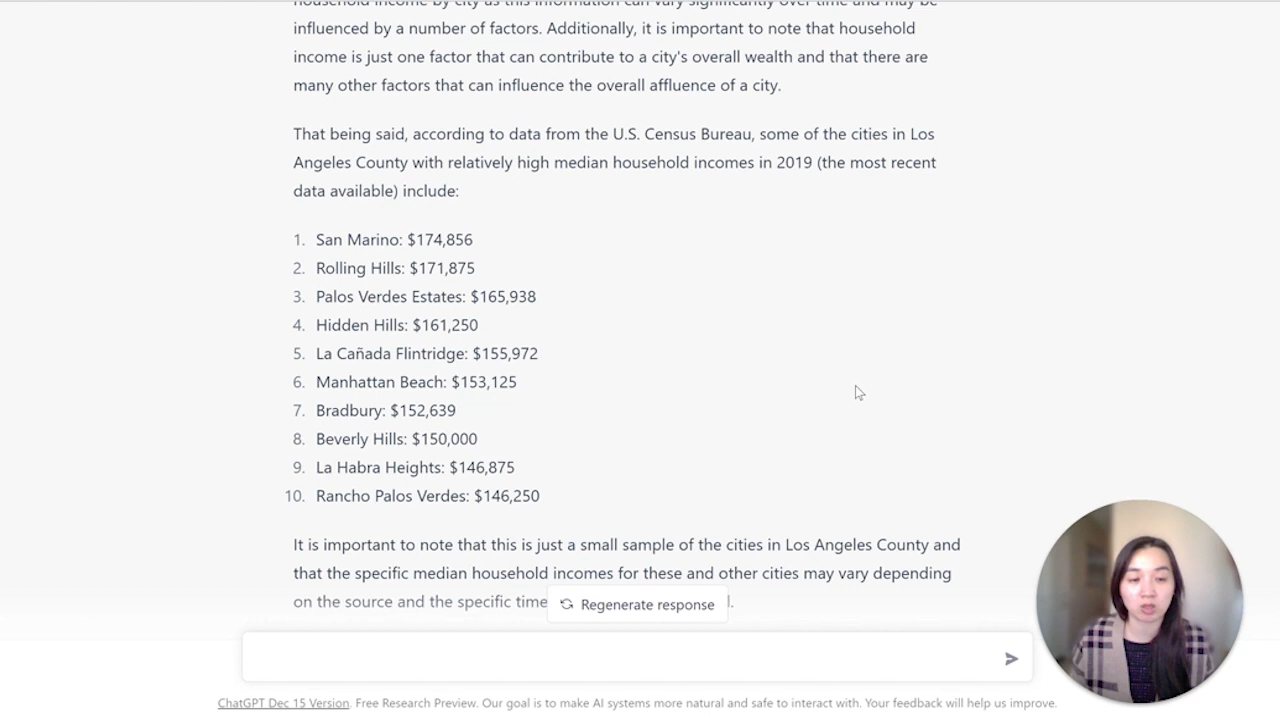 influenced by a number of factors. Additionally, it is important to note that household
income is just one factor that can contribute to a city's overall wealth and that there are
many other factors that can influence the overall affluence of a city.
That being said, according to data from the U.S. Census Bureau, some of the cities in Los
Angeles County with relatively high median household incomes in 2019 (the most recent
data available) include:
1. San Marino: $174,856
2. Rolling Hills: $171,875
3. Palos Verdes Estates: $165,938
4. Hidden Hills: $161,250
5. La Cañada Flintridge: $155,972
6. Manhattan Beach: $153,125
7. Bradbury: $152,639
8. Beverly Hills: $150,000
9. La Habra Heights: $146,875
10. Rancho Palos Verdes: $146,250
It is important to note that this is just a small sample of the cities in Los Angeles County and
that the specific median household incomes for these and other cities may vary depending
on the source and the specific time
Regenerate response
ChatGPT Dec 15 Version. Free Research Preview. Our goal is to make AI systems more natural and safe to interact with. Your feedback will help us improve.